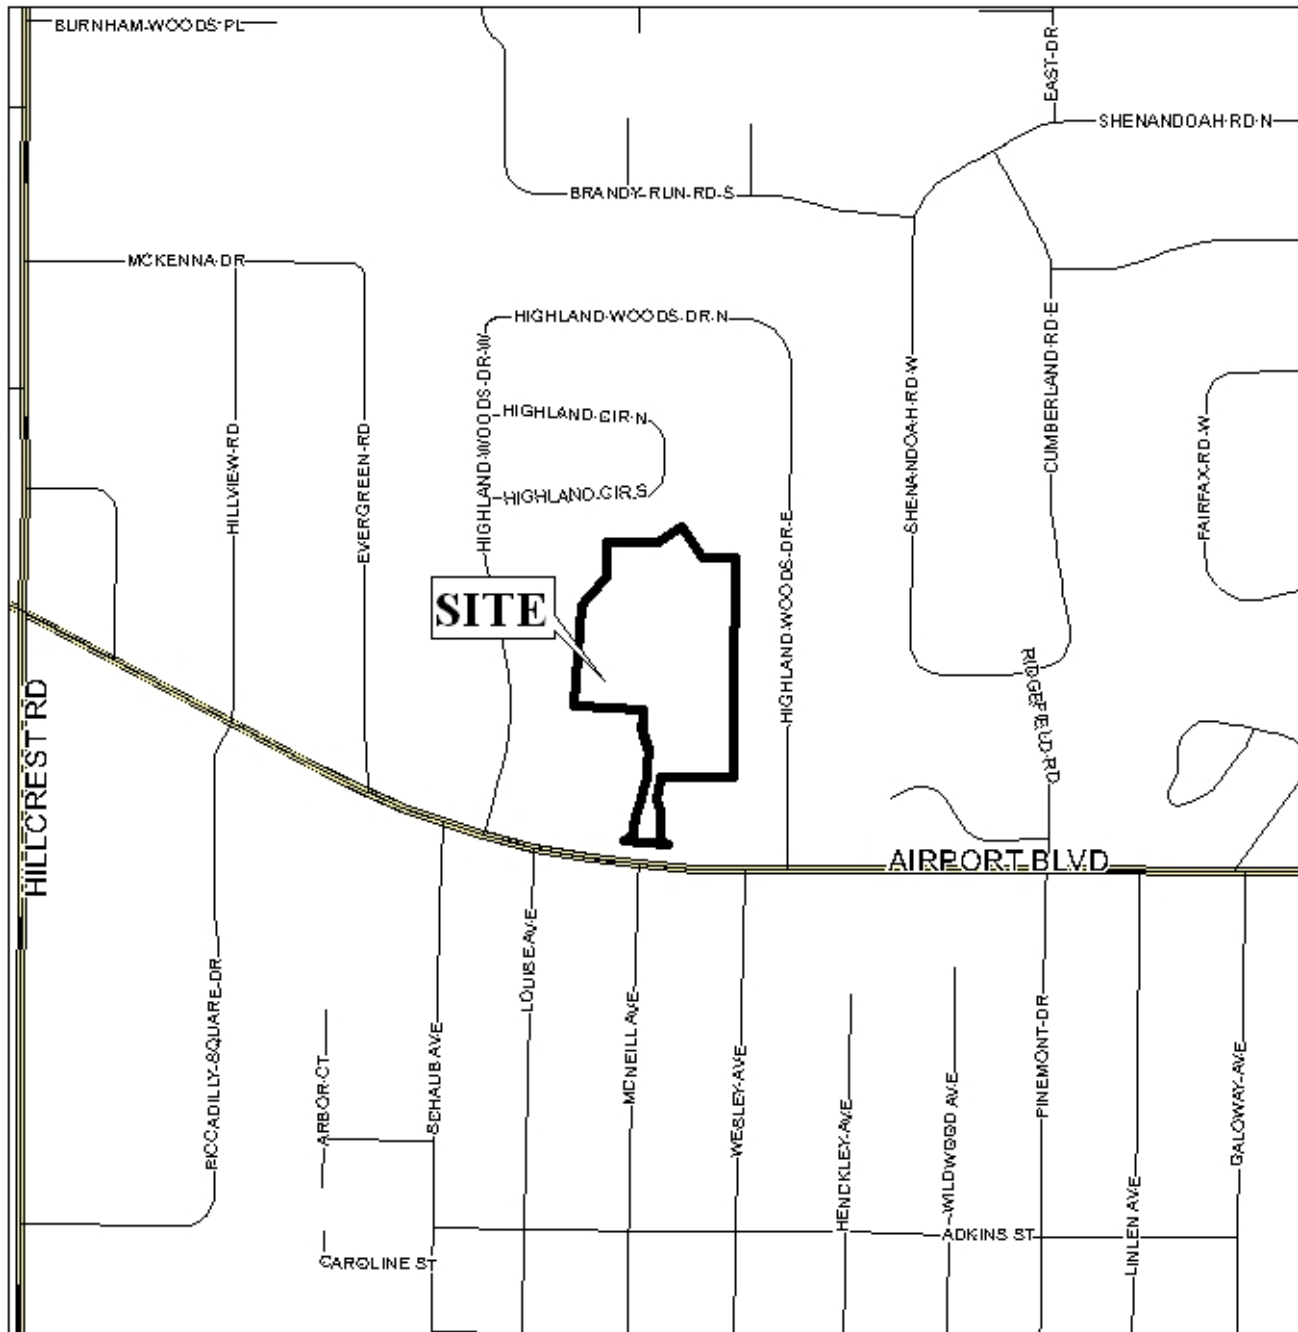 BURNHAM WOODS PL
EAST DR
SHENANDOAH RD N
BRANDY RUN RD S
MCKENNA DR
HIGHLAND WOODS DR N
HIGHLAND WOODS DR W
HIGHLAND CIR N
HIGHLAND CIR S
HILLVIEW RD
EVERGREEN RD
SHENANDOAH RD W
CUMBERLAND RD E
FAIRFAX RD W
HIGHLAND WOODS DR E
SITE
RIDGEFIELD RD
HILLCREST RD
AIRPORT BLVD
PICCADILLY SQUARE DR
ARBOR CT
SCHAUB AVE
LOUISE AVE
MCNEILL AVE
WESLEY AVE
HENCKLEY AVE
WILDWOOD AVE
PINEMONT DR
LINLEN AVE
GALOWAY AVE
ADKINS ST
CAROLINE ST